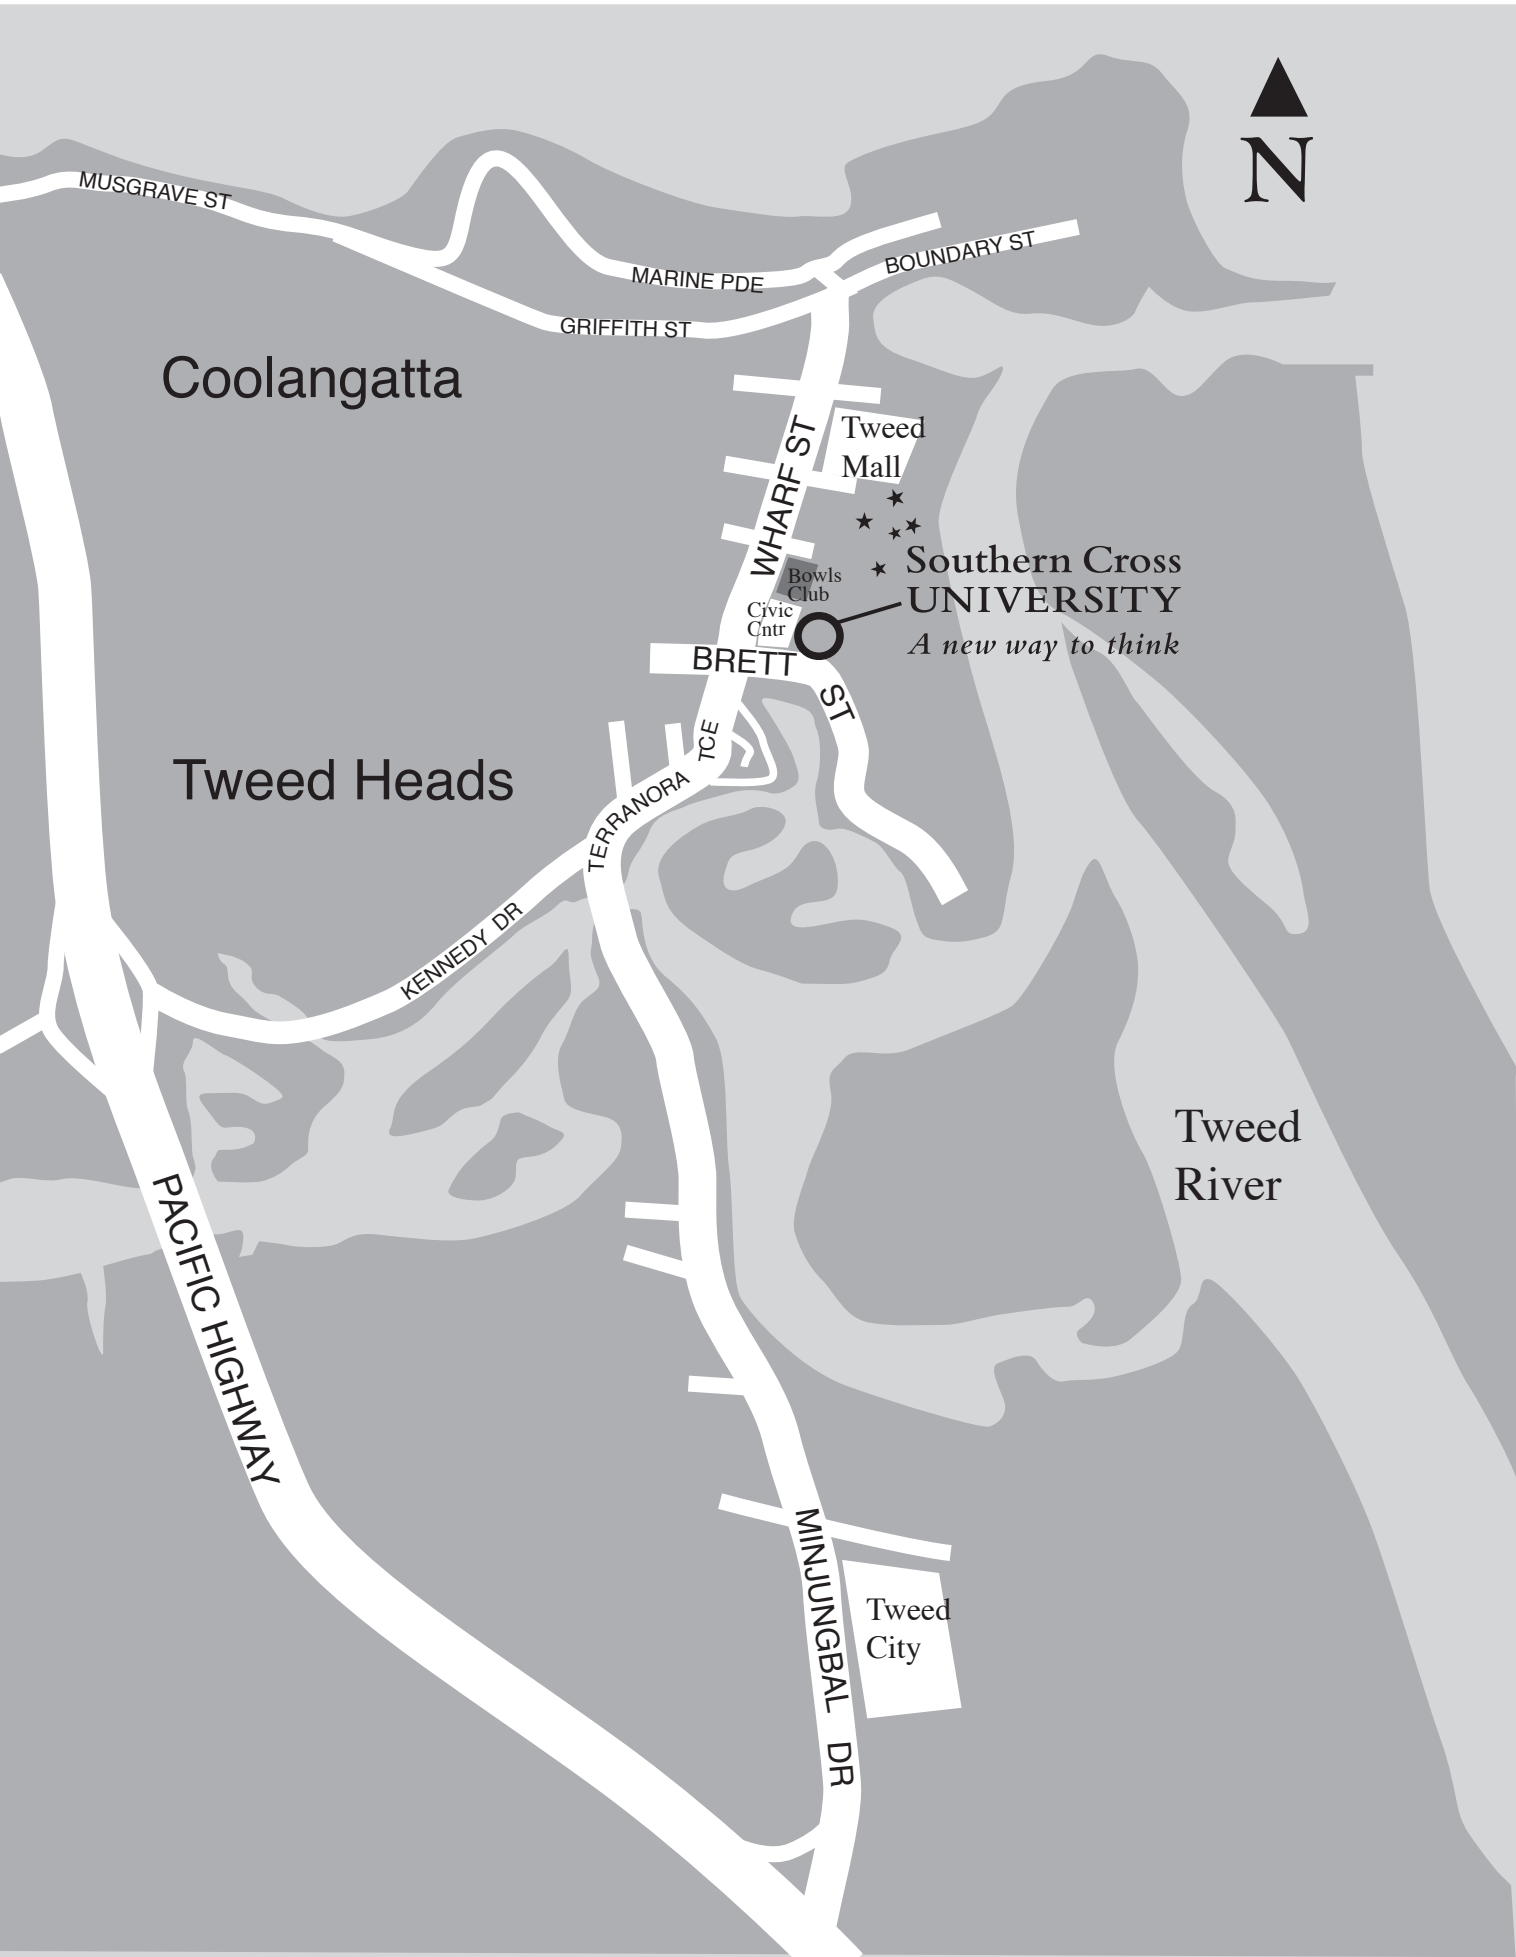 N
MUSGRAVE ST
MARINE PDE
BOUNDARY ST
GRIFFITH ST
Coolangatta
Tweed
Mall
WHARF ST
Southern Cross
UNIVERSITY
A new way to think
Bowls
Club
Civic
Cntr
BRETT ST
Tweed Heads
TERRANORA TCE
KENNEDY DR
Tweed
River
PACIFIC HIGHWAY
MINJUNGBAL DR
Tweed
City